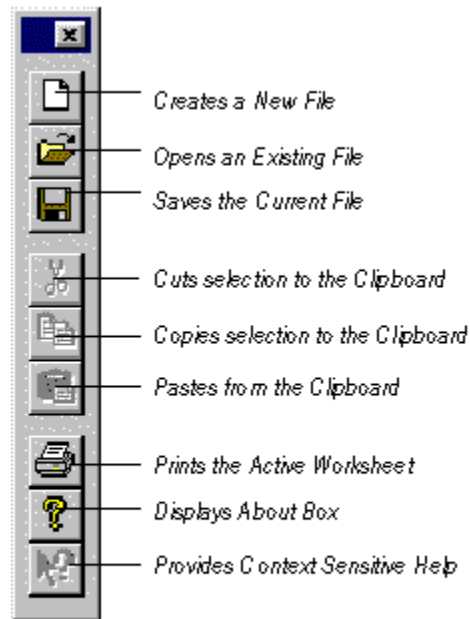 Creates a New File
Opens an Existing File
Saves the Current File
Cuts selection to the Clipboard
Copies selection to the Clipboard
Pastes from the Clipboard
Prints the Active Worksheet
Displays About Box
Provides Context Sensitive Help